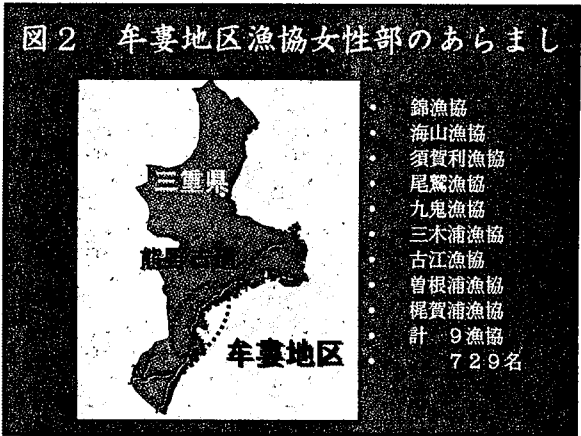 図２　牟婁地区漁協女性部のあらまし
三重県
牟婁地区
• 錦漁協
• 海山漁協
• 須賀利漁協
• 尾鷲漁協
• 九鬼漁協
• 三木浦漁協
• 古江漁協
• 曽根浦漁協
• 梶賀浦漁協
• 計　９漁協
• ７２９名